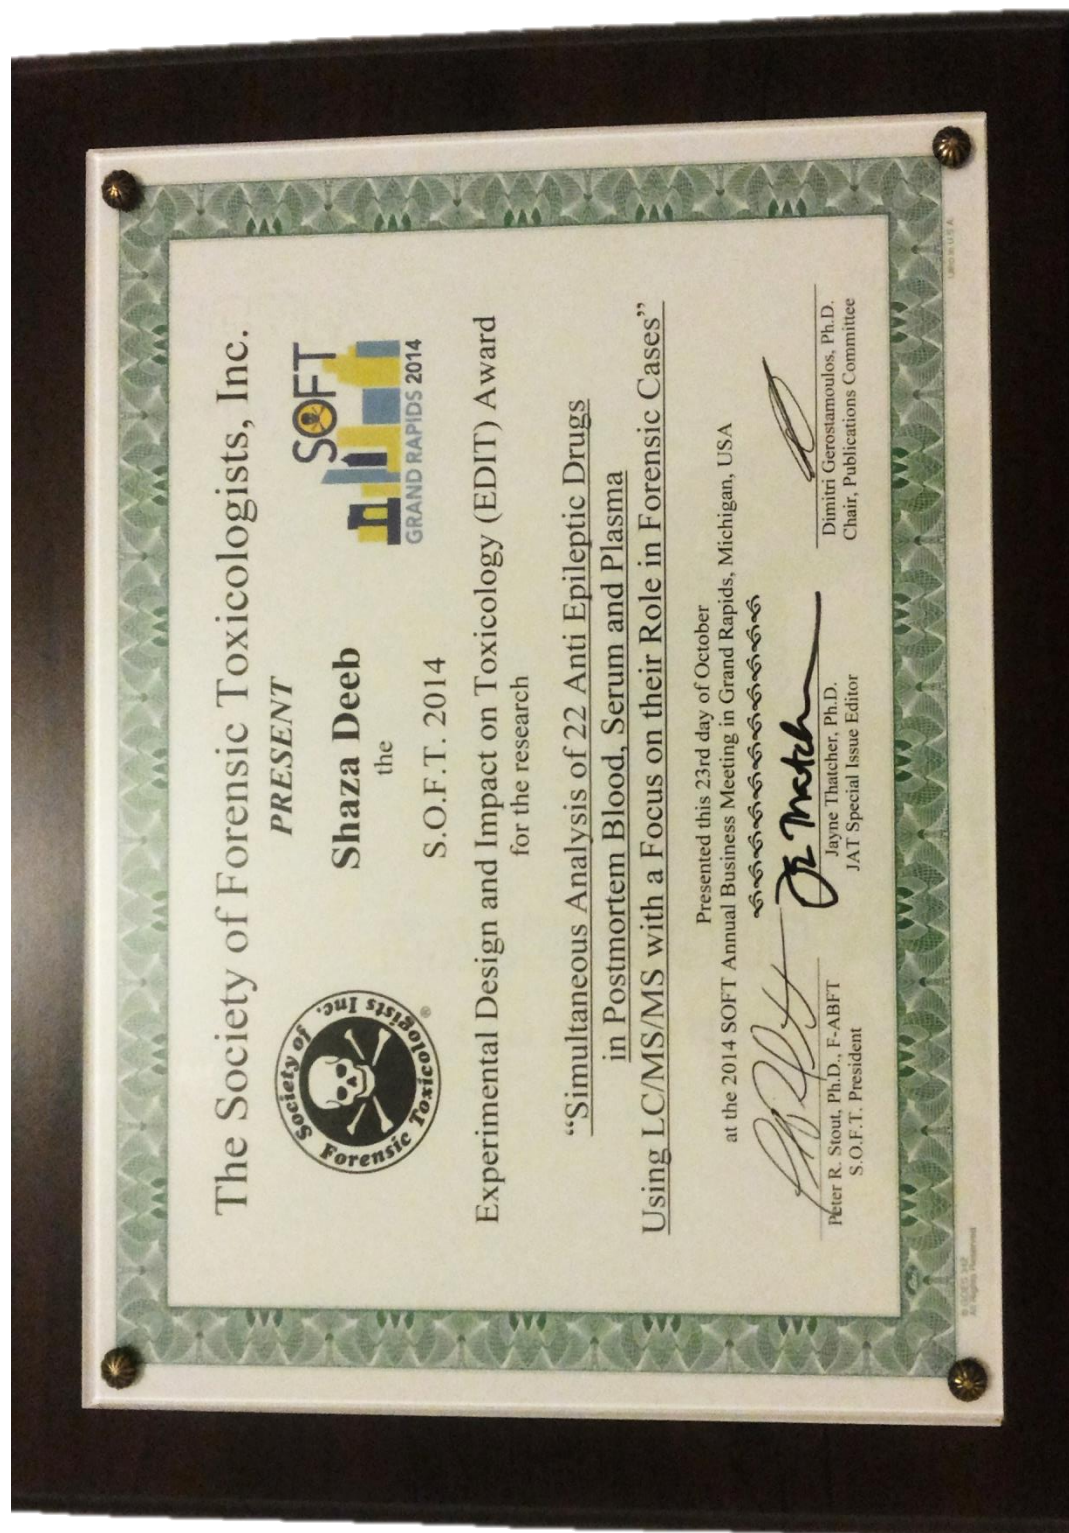 The Society of Forensic Toxicologists, Inc.
PRESENT
Society of
Forensic Toxicologists Inc.
®
Shaza Deeb
the
S.O.F.T. 2014
SOFT
GRAND RAPIDS 2014
Experimental Design and Impact on Toxicology (EDIT) Award
for the research
“Simultaneous Analysis of 22 Anti Epileptic Drugs
in Postmortem Blood, Serum and Plasma
Using LC/MS/MS with a Focus on their Role in Forensic Cases”
Presented this 23rd day of October
at the 2014 SOFT Annual Business Meeting in Grand Rapids, Michigan, USA
Peter R. Stout, Ph.D., F-ABFT
S.O.F.T. President
Jayne Thatcher, Ph.D.
JAT Special Issue Editor
Dimitri Gerostamoulos, Ph.D.
Chair, Publications Committee
All Rights Reserved